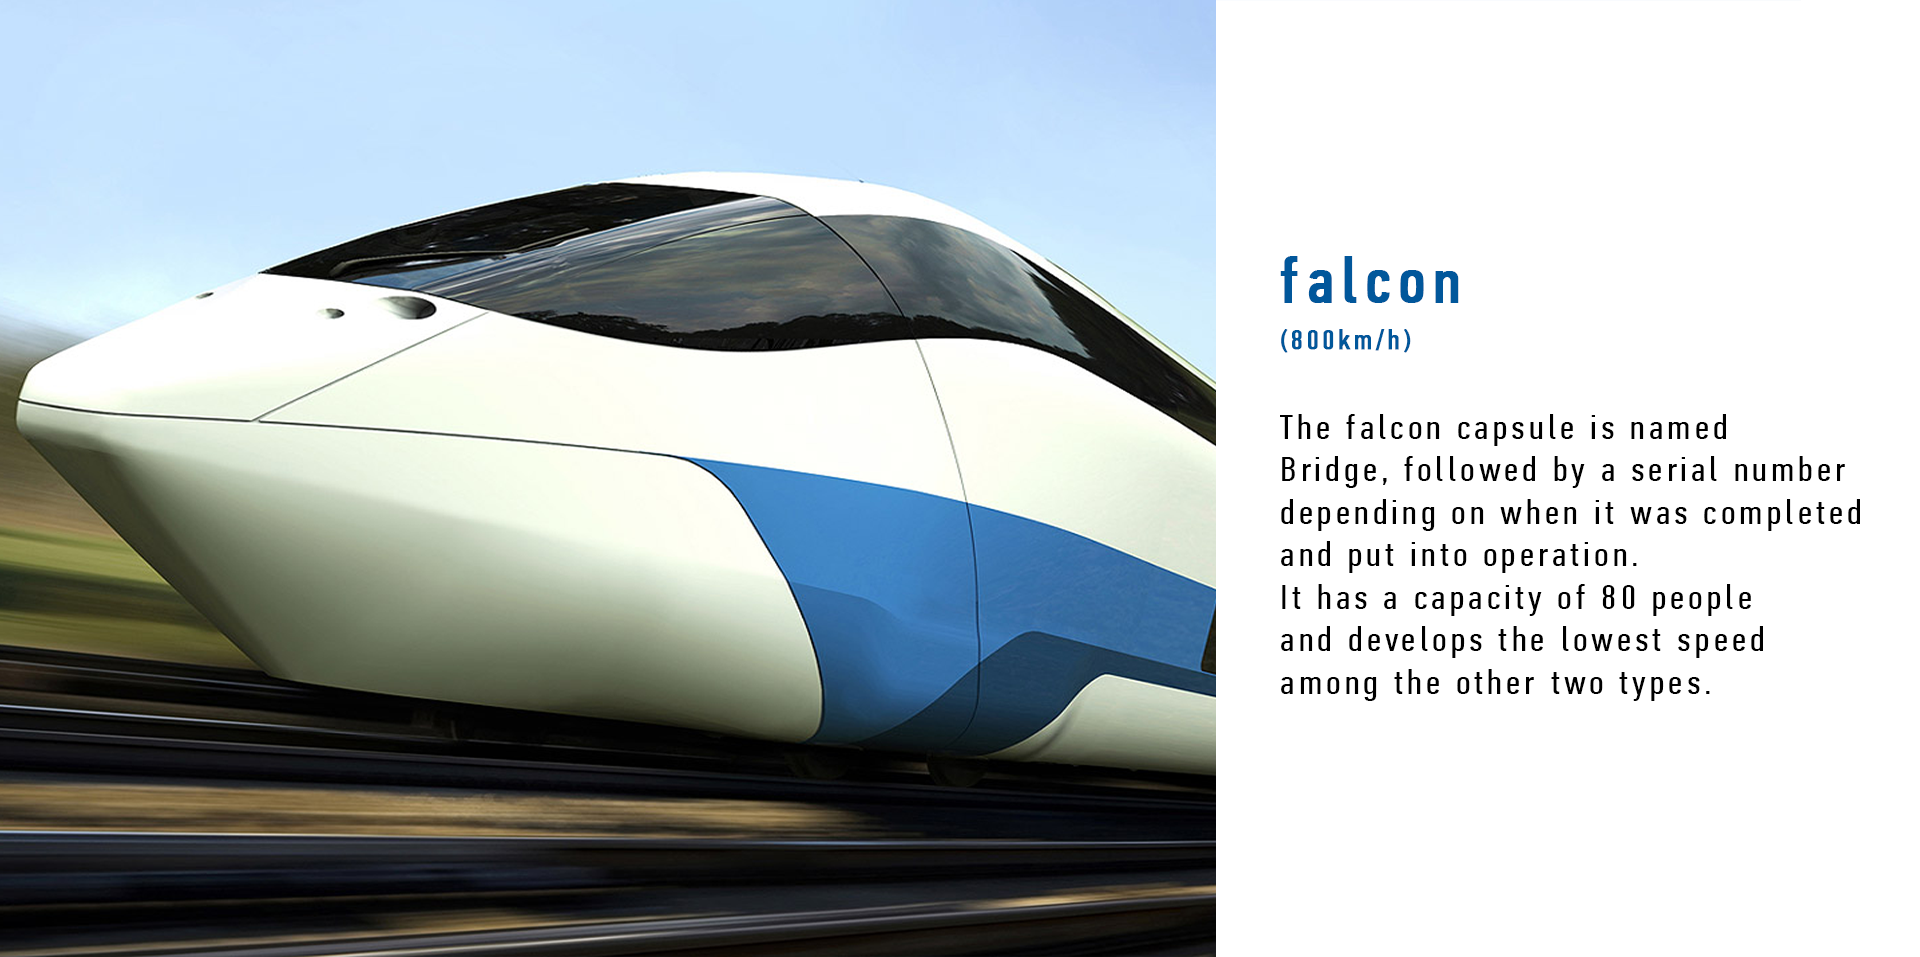 falcon
(800km/h)
The falcon capsule is named
Bridge, followed by a serial number
depending on when it was completed
and put into operation.
It has a capacity of 80 people
and develops the lowest speed
among the other two types.